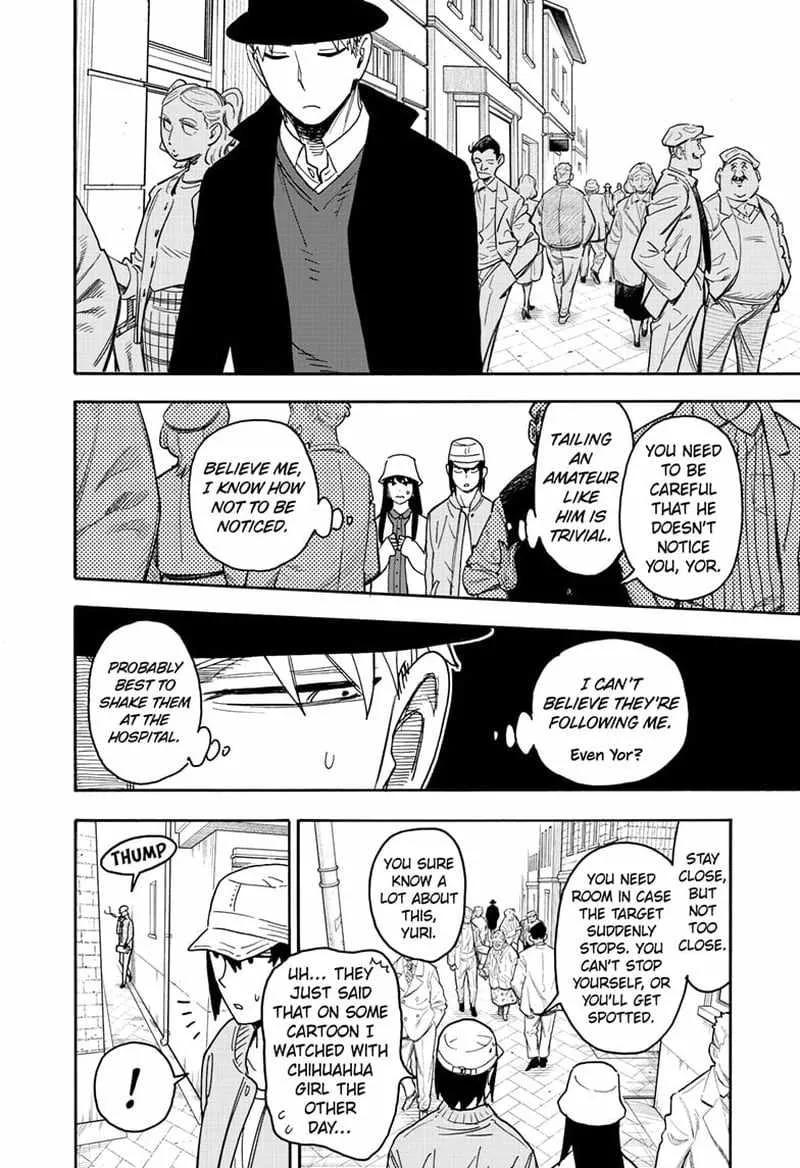 YOU NEED
TO BE
CAREFUL
THAT HE
DOESN'T
NOTICE
YOU, YOR.
TAILING
AN
AMATEUR
LIKE
HIM IS
TRIVIAL.
BELIEVE ME,
I KNOW HOW
NOT TO BE
NOTICED.
I CAN'T
BELIEVE THEY'RE
FOLLOWING ME.
Even Yor?
PROBABLY
BEST TO
SHAKE THEM
AT THE
HOSPITAL.
STAY
CLOSE,
BUT
NOT
TOO
CLOSE.
YOU NEED
ROOM IN CASE
THE TARGET
SUDDENLY
STOPS. YOU
CAN'T STOP
YOURSELF, OR
YOU'LL GET
SPOTTED.
YOU SURE
KNOW A
LOT ABOUT
THIS,
YURI.
UH... THEY
JUST SAID
THAT ON SOME
CARTOON I
WATCHED WITH
CHIHUAHUA
GIRL THE
OTHER
DAY...
THUMP
!